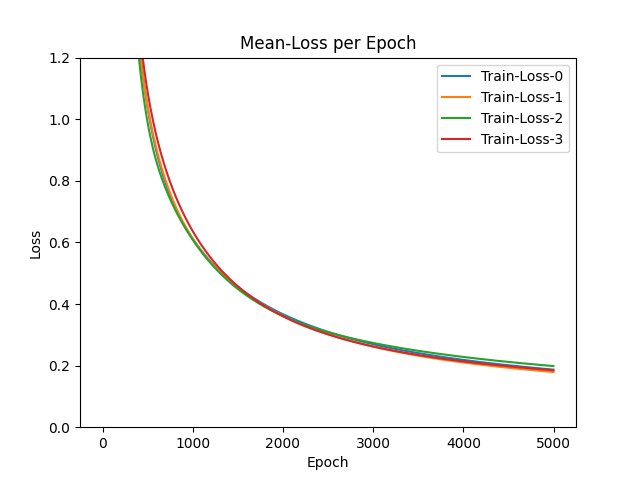 Mean-Loss per Epoch
1.2
1.0
0.8
0.6
0.4
0.2
0.0
Loss
Train-Loss-0
Train-Loss-1
Train-Loss-2
Train-Loss-3
0 1000 2000 3000 4000 5000
Epoch